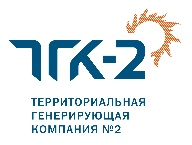 ТГК-2
ТЕРРИТОРИАЛЬНАЯ
ГЕНЕРИРУЮЩАЯ
КОМПАНИЯ №2